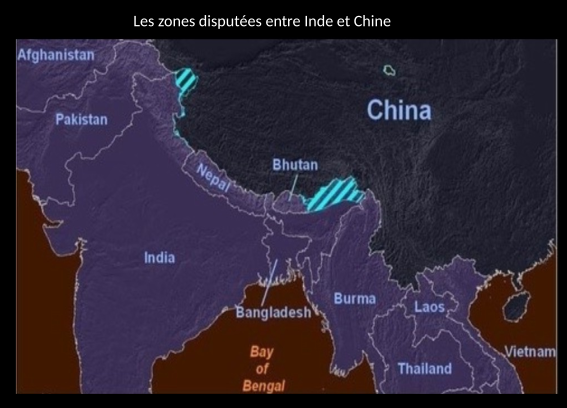 Les zones disputées entre Inde et Chine
Afghanistan
Pakistan
China
Nepal
Bhutan
India
Bangladesh
Burma
Laos
Vietnam
Thailand
Bay
of
Bengal